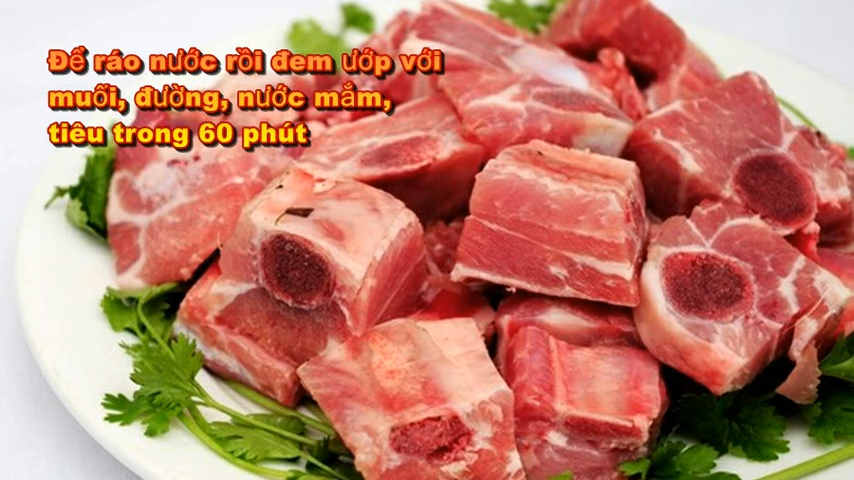 Để ráo nước rồi đem ướp với
muối, đường, nước mắm,
tiêu trong 60 phút